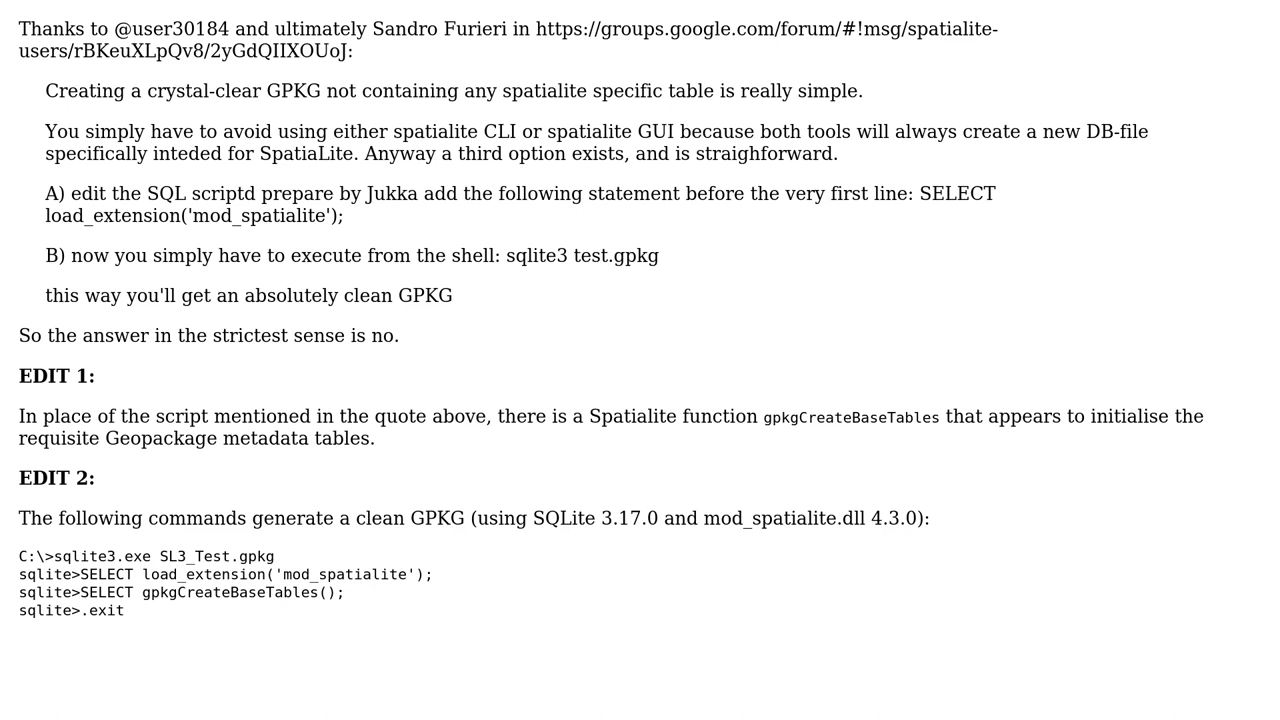 Thanks to @user30184 and ultimately Sandro Furieri in https://groups.google.com/forum/#!msg/spatialite-
users/rBKeuXLpQv8/2yGdQIIXOUoJ:
Creating a crystal-clear GPKG not containing any spatialite specific table is really simple.
You simply have to avoid using either spatialite CLI or spatialite GUI because both tools will always create a new DB-file
specifically inteded for SpatiaLite. Anyway a third option exists, and is straighforward.
A) edit the SQL scriptd prepare by Jukka add the following statement before the very first line: SELECT
load_extension('mod_spatialite');
B) now you simply have to execute from the shell: sqlite3 test.gpkg
this way you'll get an absolutely clean GPKG
So the answer in the strictest sense is no.
EDIT 1:
In place of the script mentioned in the quote above, there is a Spatialite function gpkgCreateBaseTables that appears to initialise the
requisite Geopackage metadata tables.
EDIT 2:
The following commands generate a clean GPKG (using SQLite 3.17.0 and mod_spatialite.dll 4.3.0):
C:\>sqlite3.exe SL3_Test.gpkg
sqlite>SELECT load_extension('mod_spatialite');
sqlite>SELECT gpkgCreateBaseTables();
sqlite>.exit